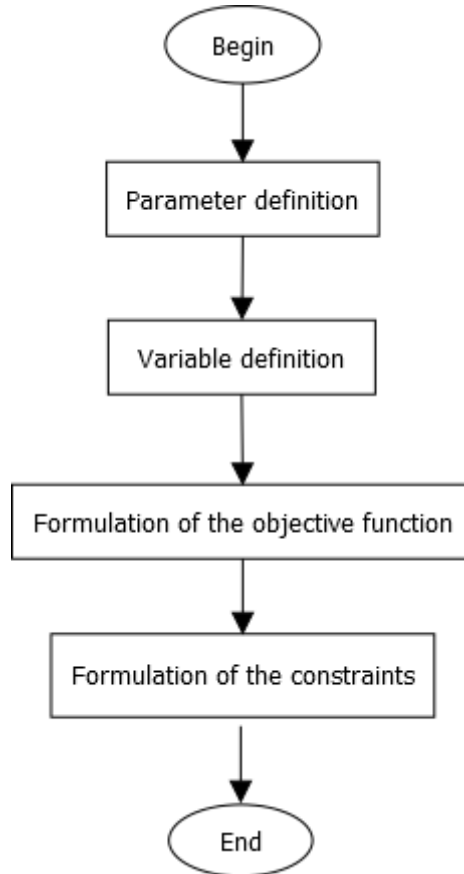 Begin
Parameter definition
Variable definition
Formulation of the objective function
Formulation of the constraints
End